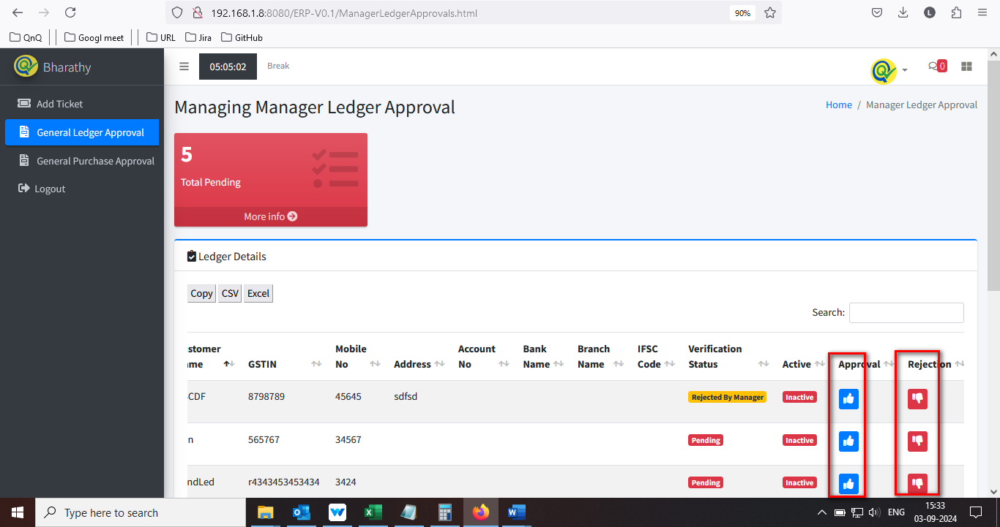 192.168.1.8:8080/ERP-V0.1/ManagerLedgerApprovals.html
90%
L
QnQ
Googl meet
URL
Jira
GitHub
Bharathy
05:05:02
Break
0
Add Ticket
General Ledger Approval
General Purchase Approval
Logout
Managing Manager Ledger Approval
Home / Manager Ledger Approval
5
Total Pending
More info
Ledger Details
Copy CSV Excel
Search:
stomer Mobile Account Bank Branch IFSC Verification
me GSTIN No Address No Name Name Code Status Active Approval Rejection
CDF 8798789 45645 sdfsd Rejected By Manager Inactive
n 565767 34567 Pending Inactive
ndLed r4343453453434 3424 Pending Inactive
Type here to search
ENG
15:33
03-09-2024